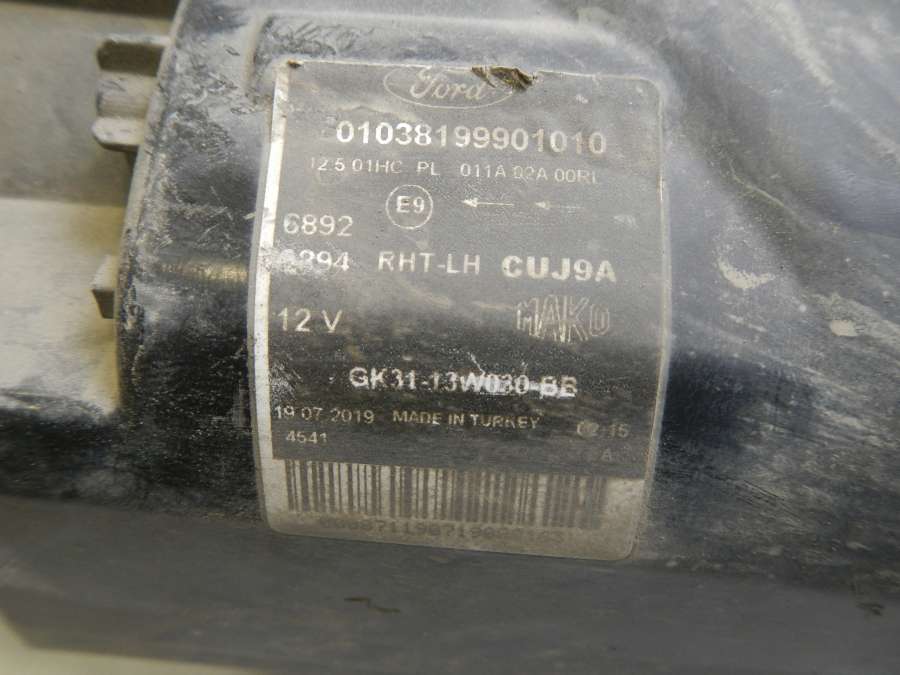 Ford
01038199901010
12.5 01HC PL 011A 02A 00RL
E9
6892
RHT-LH CUJ9A
12 V MAKO
GK31-13W030-BB
19.07.2019 MADE IN TURKEY 02:15
4541 A